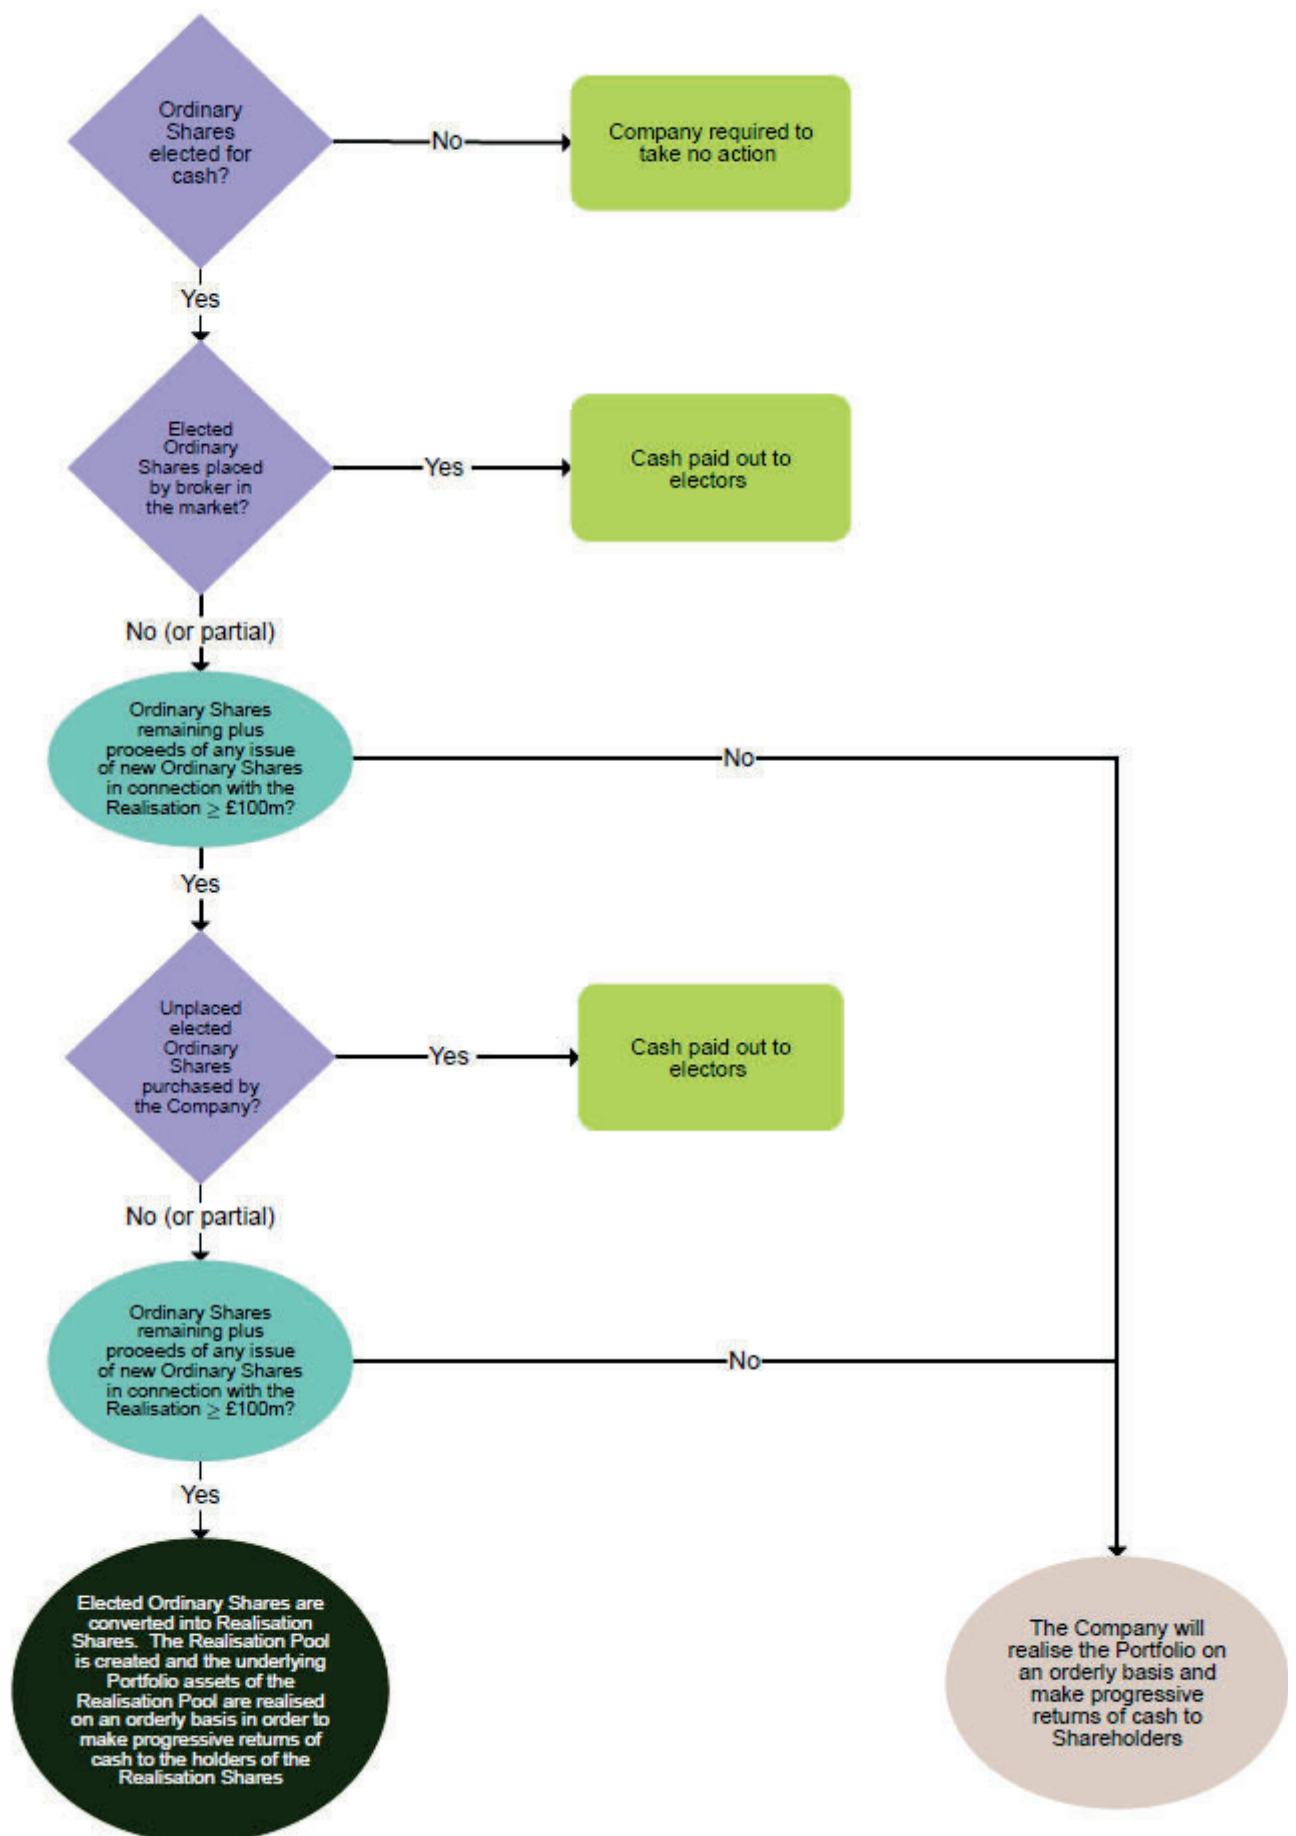 Ordinary
Shares
elected for
cash?
No
Company required to
take no action
Yes
Elected
Ordinary
Shares placed
by broker in
the market?
Yes
Cash paid out to
electors
No (or partial)
Ordinary Shares
remaining plus
proceeds of any issue
of new Ordinary Shares
in connection with the
Realisation ≥ £100m?
No
Yes
Unplaced
elected
Ordinary
Shares
purchased by
the Company?
Yes
Cash paid out to
electors
No (or partial)
Ordinary Shares
remaining plus
proceeds of any issue
of new Ordinary Shares
in connection with the
Realisation ≥ £100m?
No
Yes
Elected Ordinary Shares are
converted into Realisation
Shares. The Realisation Pool
is created and the underlying
Portfolio assets of the
Realisation Pool are realised
on an orderly basis in order to
make progressive returns of
cash to the holders of the
Realisation Shares
The Company will
realise the Portfolio on
an orderly basis and
make progressive
returns of cash to
Shareholders